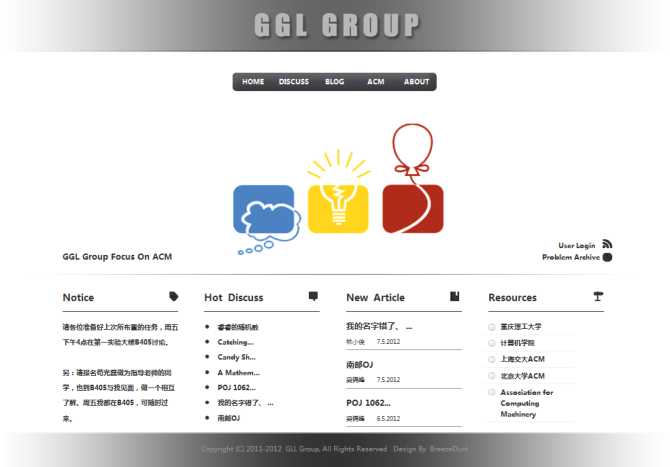 GGL GROUP
HOME DISCUSS BLOG ACM ABOUT
GGL Group Focus On ACM
User Login
Problem Archive
Notice
请各位准备好上次所布置的任务，周五
下午4点在第一实验大楼B405讨论。
另：请报名苟光磊做为指导老师的同
学，也到B405与我见面，做一个相互
了解。周五我都在B405，可随时过
来。
Hot Discuss
睿睿的随机数
Catching...
Candy Sh...
A Mathem...
POJ 1062...
我的名字错了、 ...
南邮OJ
New Article
我的名字错了、 ...
林小俊 7.5.2012
南邮OJ
梁锦峰 7.5.2012
POJ 1062...
梁锦峰 6.5.2012
Resources
重庆理工大学
计算机学院
上海交大ACM
北京大学ACM
Association for
Computing
Machinery
Copyright (C) 2011-2012 GLL Group, All Rights Reserved Design By BreezeDust